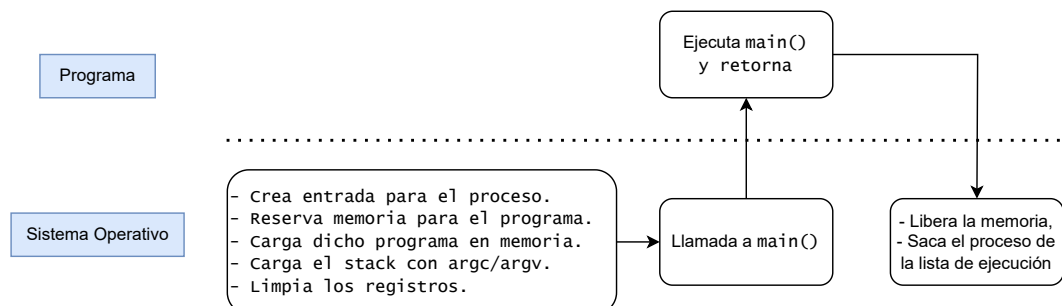 Programa
Ejecuta main()
y retorna
Sistema Operativo
- Crea entrada para el proceso.
- Reserva memoria para el programa.
- Carga dicho programa en memoria.
- Carga el stack con argc/argv.
- Limpia los registros.
Llamada a main()
- Libera la memoria,
- Saca el proceso de
la lista de ejecución